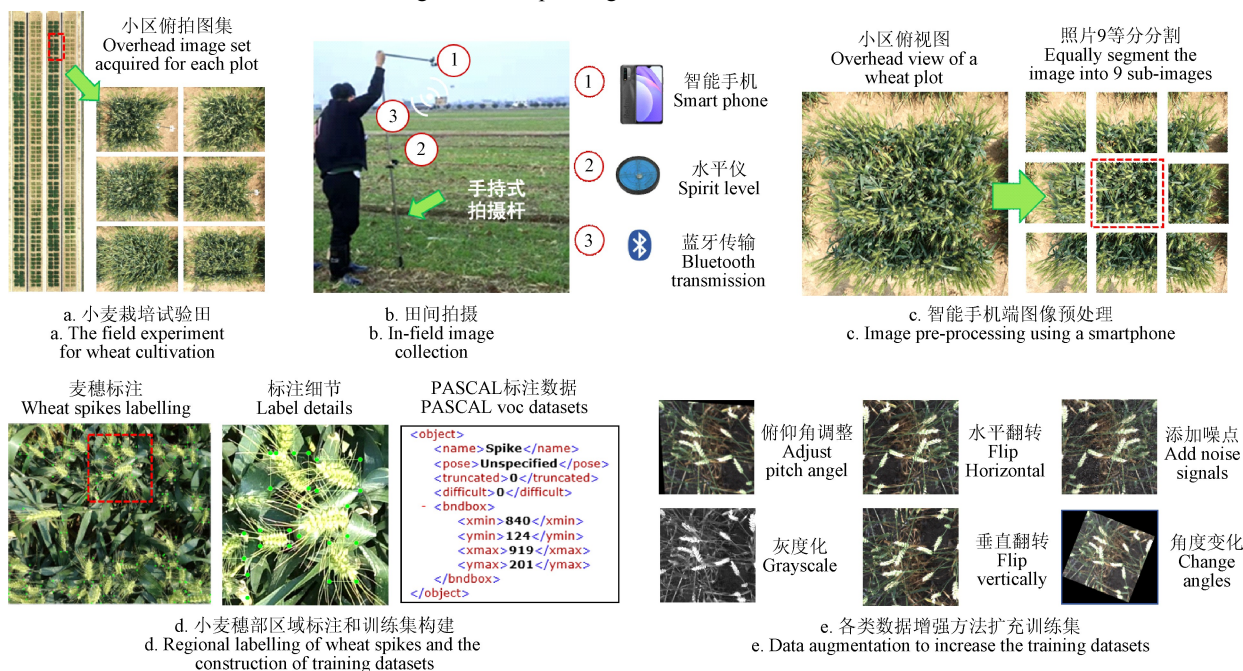 小区俯拍图集
Overhead image set
acquired for each plot
1
3
2
手持式
拍摄杆
1
智能手机
Smart phone
2
水平仪
Spirit level
3
蓝牙传输
Bluetooth
transmission
小区俯视图
Overhead view of a
wheat plot
照片9等分分割
Equally segment the
image into 9 sub-images
a. 小麦栽培试验田
a. The field experiment
for wheat cultivation
b. 田间拍摄
b. In-field image
collection
c. 智能手机端图像预处理
c. Image pre-processing using a smartphone
麦穗标注
Wheat spikes labelling
标注细节
Label details
PASCAL标注数据
PASCAL voc datasets
<object>
<name>Spike</name>
<pose>Unspecified</pose>
<truncated>0</truncated>
<difficult>0</difficult>
- <bndbox>
<xmin>840</xmin>
<ymin>124</ymin>
<xmax>919</xmax>
<ymax>201</ymax>
</bndbox>
</object>
俯仰角调整
Adjust
pitch angel
水平翻转
Flip
Horizontal
添加噪点
Add noise
signals
灰度化
Grayscale
垂直翻转
Flip
vertically
角度变化
Change
angles
d. 小麦穗部区域标注和训练集构建
d. Regional labelling of wheat spikes and the
construction of training datasets
e. 各类数据增强方法扩充训练集
e. Data augmentation to increase the training datasets